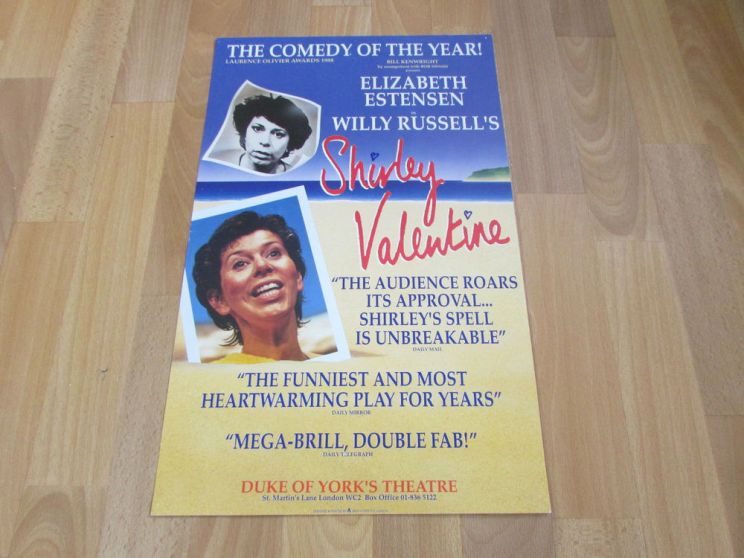 THE COMEDY OF THE YEAR!
LAURENCE OLIVIER AWARDS 1988
BILL KENWRIGHT
presents
ELIZABETH
ESTENSEN
in
WILLY RUSSELL'S
Shirley
Valentine
"THE AUDIENCE ROARS
ITS APPROVAL...
SHIRLEY'S SPELL
IS UNBREAKABLE"
DAILY MAIL
"THE FUNNIEST AND MOST
HEARTWARMING PLAY FOR YEARS"
DAILY MIRROR
"MEGA-BRILL, DOUBLE FAB!"
DAILY TELEGRAPH
DUKE OF YORK'S THEATRE
St. Martin's Lane London WC2 Box Office 01-836 5122